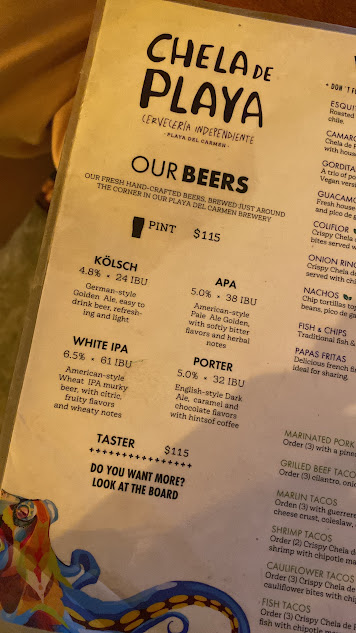 CHELA DE
PLAYA
CERVECERÍA INDEPENDIENTE
· PLAYA DEL CARMEN ·
OUR BEERS
OUR FRESH HAND-CRAFTED BEERS, BREWED JUST AROUND
THE CORNER IN OUR PLAYA DEL CARMEN BREWERY
PINT $115
KÖLSCH
4.8% • 24 IBU
German-style
Golden Ale, easy to
drink beer, refresh-
ing and light
APA
5.0% • 38 IBU
American-style
Pale Ale Golden,
with softly bitter
flavors and herbal
notes
WHITE IPA
6.5% • 61 IBU
American-style
Wheat IPA murky
beer, with citric,
fruity flavors
and wheaty notes
PORTER
5.0% • 32 IBU
English-style Dark
Ale, caramel and
chocolate flavors
with hints of coffee
TASTER $115
++++++++++++++++
DO YOU WANT MORE?
LOOK AT THE BOARD
• DON'T F
ESQUI
Roasted
chile.
CAMAR
Chela de
with hous
GORDITA
A trio of po
Vegan vers
GUACAMO
Fresh house
and pico de
COLIFLOR
Crispy Chela
bites served w
ONION RING
Crispy Chela d
served with
NACHOS
Chip tortillas top
beans, pico de ga
FISH & CHIPS
Traditional fish &
PAPAS FRITAS
Delicious french fri
ideal for sharing.
MARINATED PORK
Order (3) with a pinea
GRILLED BEEF TACO
Order (3) cilantro, onio
MARLIN TACOS
Orden (3) with guerrero
cheese crust, coleslaw,
SHRIMP TACOS
Order (2) Crispy Chela d
shrimp with chipotle ma
CAULIFLOWER TACOS
Order (3) Crispy Chela de
cauliflower bites with chi
FISH TACOS
Order (3) Crispy Chela de P
fish with chipotle m